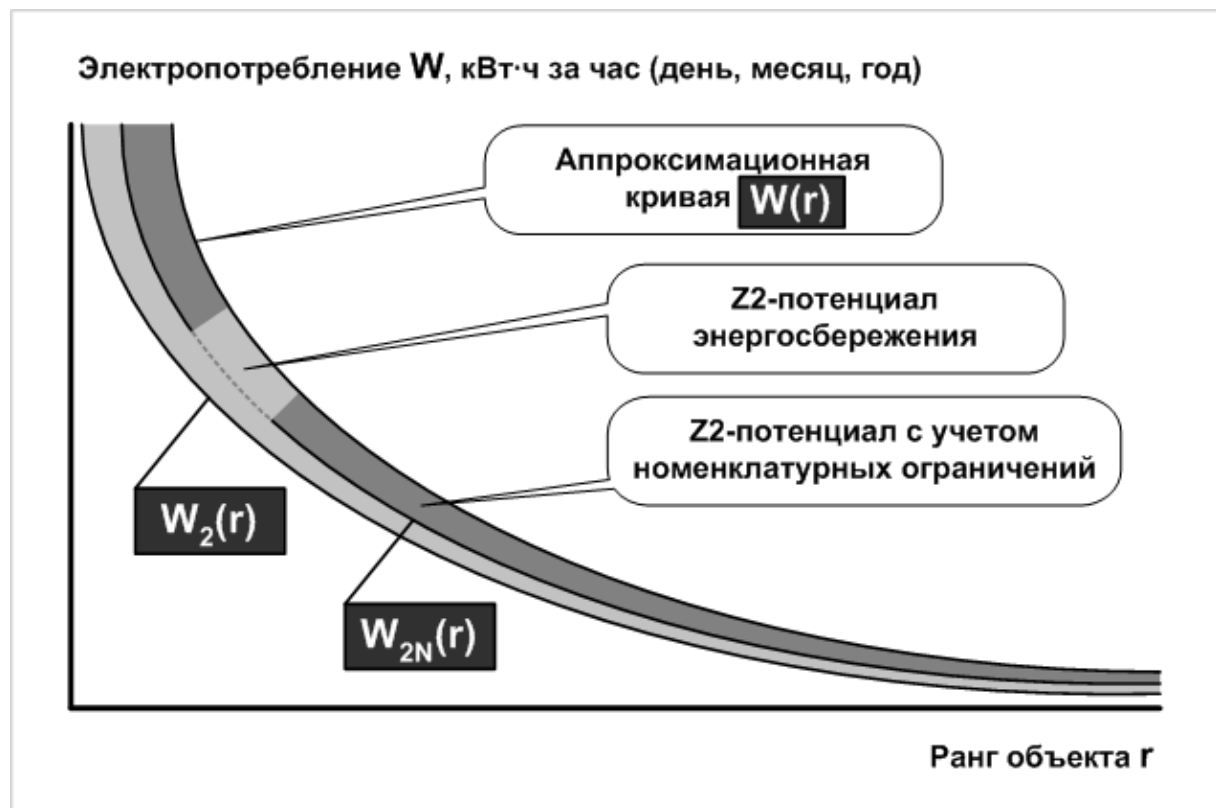 Электропотребление W, кВт·ч за час (день, месяц, год)
Аппроксимационная
кривая W(r)
Z2-потенциал
энергосбережения
Z2-потенциал с учетом
номенклатурных ограничений
W₂(r)
W₂N(r)
Ранг объекта r